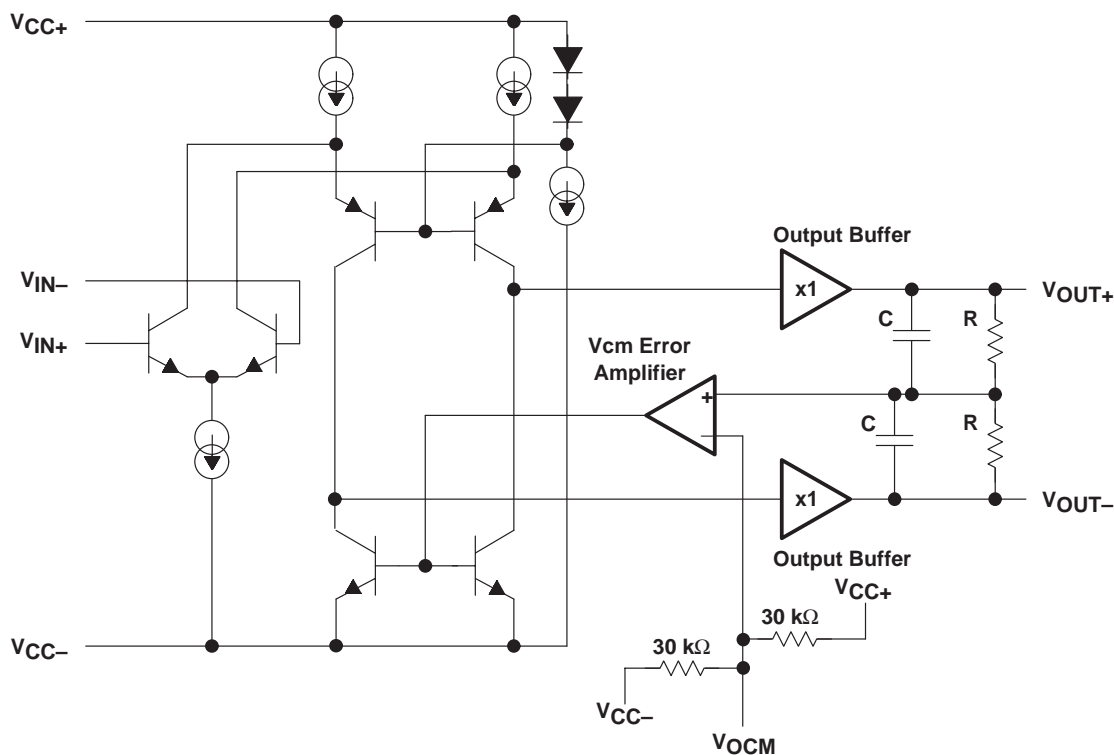 VCC+
Output Buffer
x1
VIN–
VOUT+
C
R
VIN+
Vcm Error
Amplifier
+
–
C
R
x1
VOUT–
Output Buffer
VCC+
30 kΩ
VCC–
30 kΩ
VCC–
VOCM